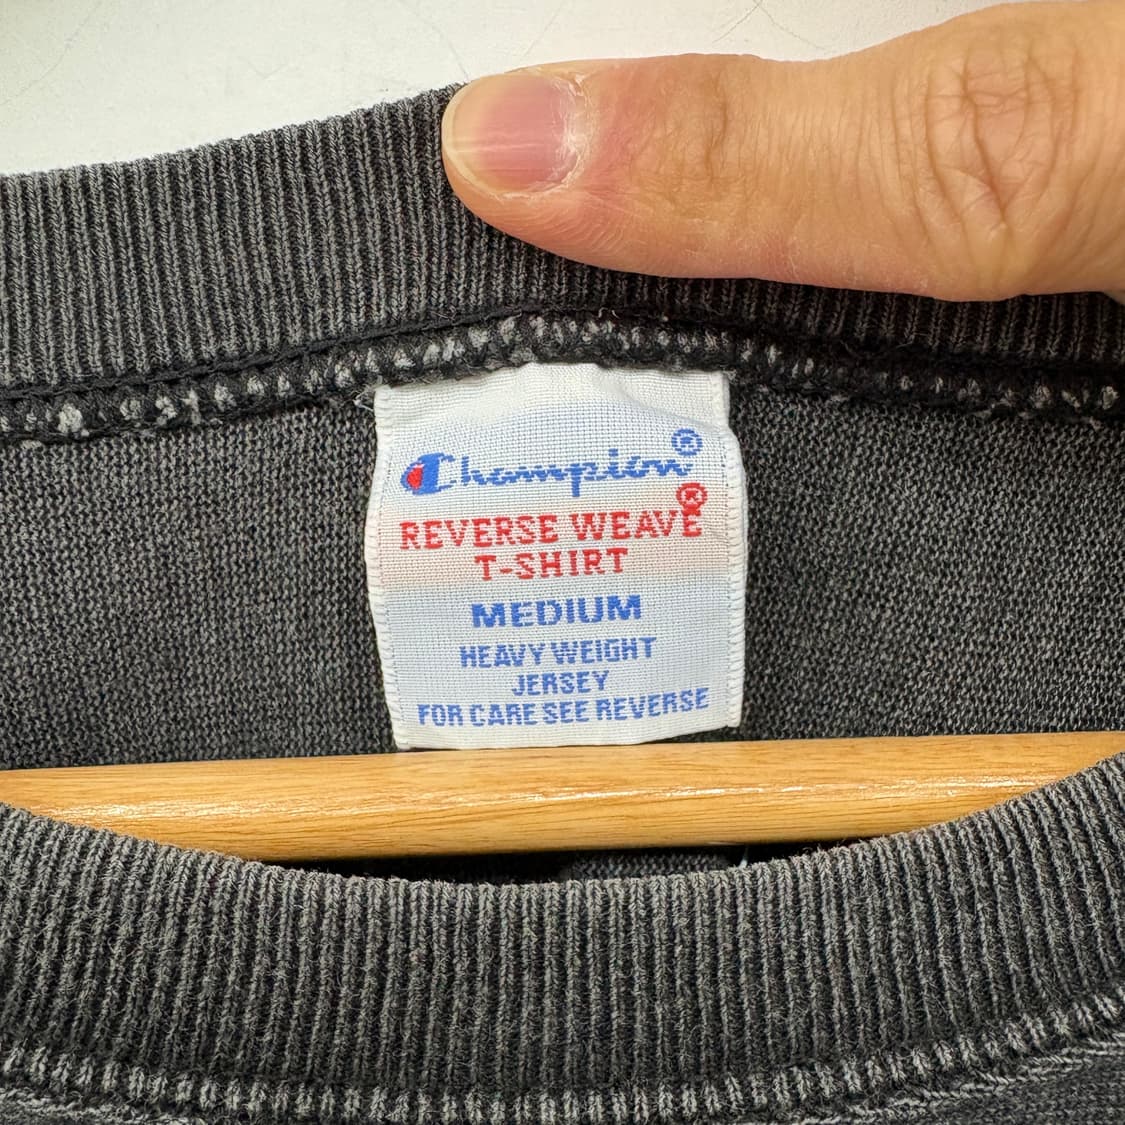 Champion®
REVERSE WEAVE®
T-SHIRT
MEDIUM
HEAVY WEIGHT
JERSEY
FOR CARE SEE REVERSE